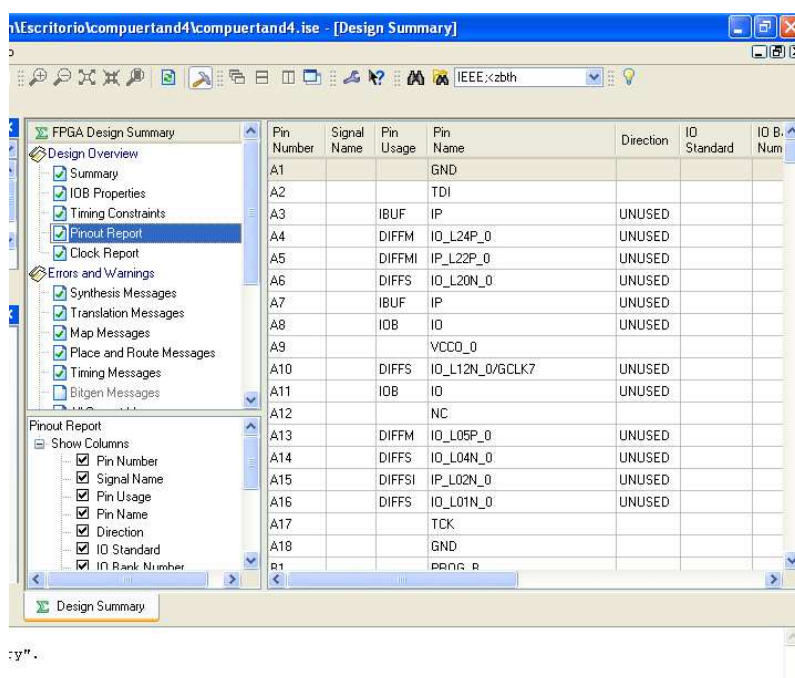 n\Escritorio\compuertand4\compuertand4.ise - [Design Summary]
IEEE;<zbth
FPGA Design Summary
Design Overview
Summary
IOB Properties
Timing Constraints
Pinout Report
Clock Report
Errors and Warnings
Synthesis Messages
Translation Messages
Map Messages
Place and Route Messages
Timing Messages
Bitgen Messages
Pinout Report
Show Columns
Pin Number
Signal Name
Pin Usage
Pin Name
Direction
IO Standard
IO Bank Number
Pin Number Signal Name Pin Usage Pin Name Direction IO Standard IO B. Num
A1 GND
A2 TDI
A3 IBUF IP UNUSED
A4 DIFFM IO_L24P_0 UNUSED
A5 DIFFMI IP_L22P_0 UNUSED
A6 DIFFS IO_L20N_0 UNUSED
A7 IBUF IP UNUSED
A8 IOB IO UNUSED
A9 VCCO_0
A10 DIFFS IO_L12N_0/GCLK7 UNUSED
A11 IOB IO UNUSED
A12 NC
A13 DIFFM IO_L05P_0 UNUSED
A14 DIFFS IO_L04N_0 UNUSED
A15 DIFFSI IP_L02N_0 UNUSED
A16 DIFFS IO_L01N_0 UNUSED
A17 TCK
A18 GND
B1 PROG_B
Design Summary
:y".